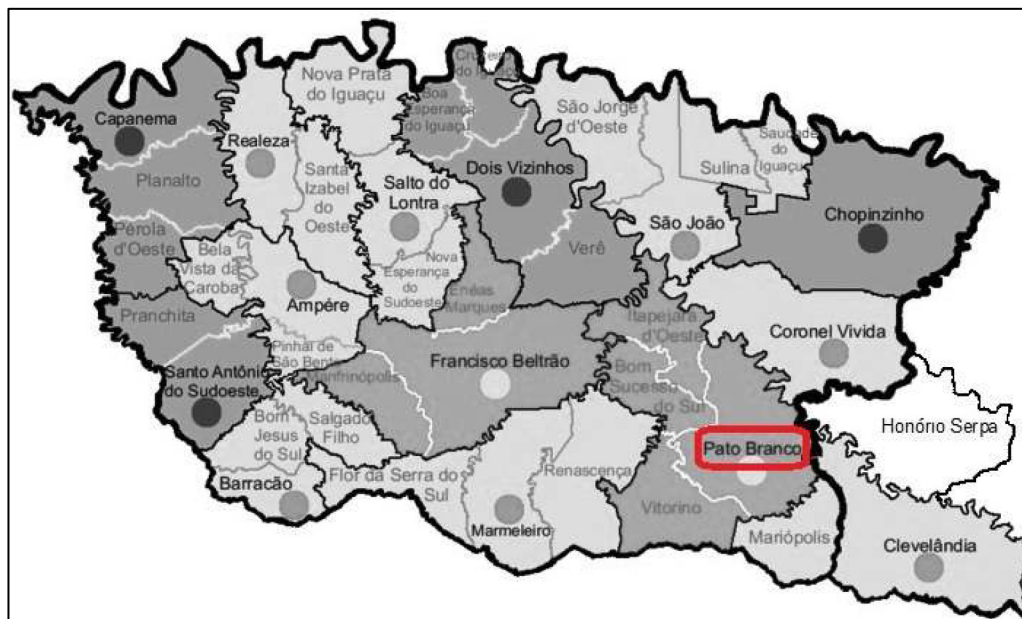 Cruzeiro
do Iguaçu
Nova Prata
do Iguaçu
Boa
Esperança
do Iguaçu
São Jorge
d'Oeste
Capanema
Realeza
Saudade
do
Iguaçu
Sulina
Planalto
Santa
Izabel
do
Oeste
Salto do
Lontra
Dois Vizinhos
São João
Chopinzinho
Pérola
d'Oeste
Bela
Vista da
Caroba
Nova
Esperança
do
Sudoeste
Verê
Enéas
Marques
Ampére
Pranchita
Itapejara
d'Oeste
Coronel Vivida
Pinhal de
São Bento
Manfrinópolis
Francisco Beltrão
Bom
Sucesso
do Sul
Santo Antônio
do Sudoeste
Bom
Jesus
do Sul
Salgado
Filho
Honório Serpa
Pato Branco
Barracão
Flor da Serra do
Sul
Renascença
Vitorino
Marmeleiro
Mariópolis
Clevelândia